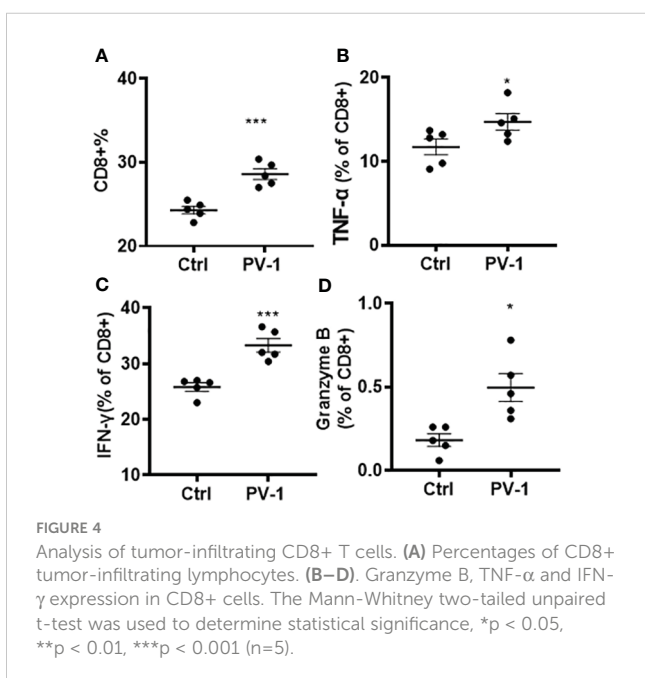 A
40
30
20
CD8+%
***
Ctrl
PV-1
B
20
10
0
TNF-α (% of CD8+)
*
Ctrl
PV-1
C
40
30
20
10
IFN-γ(% of CD8+)
***
Ctrl
PV-1
D
1.0
0.5
0.0
Granzyme B
(% of CD8+)
*
Ctrl
PV-1
FIGURE 4
Analysis of tumor-infiltrating CD8+ T cells. (A) Percentages of CD8+
tumor-infiltrating lymphocytes. (B–D). Granzyme B, TNF-α and IFN-
γ expression in CD8+ cells. The Mann-Whitney two-tailed unpaired
t-test was used to determine statistical significance, *p < 0.05,
**p < 0.01, ***p < 0.001 (n=5).